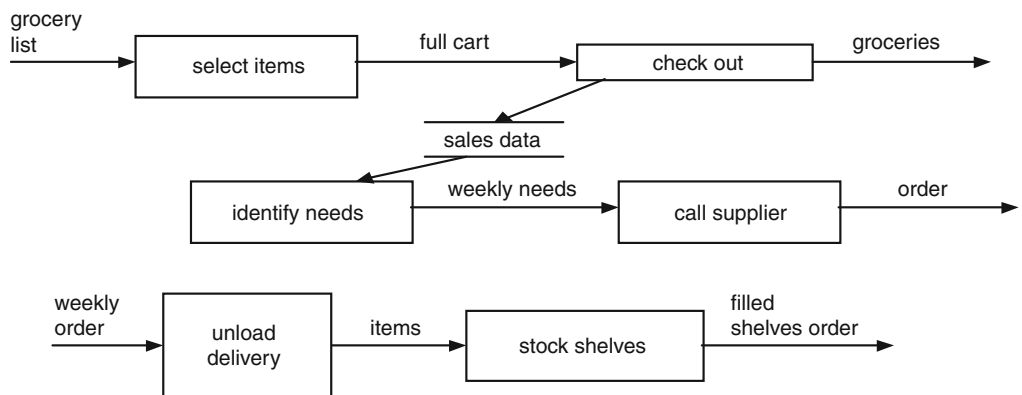 grocery
list
select items
full cart
check out
groceries
sales data
identify needs
weekly needs
call supplier
order
weekly
order
unload
delivery
items
stock shelves
filled
shelves order